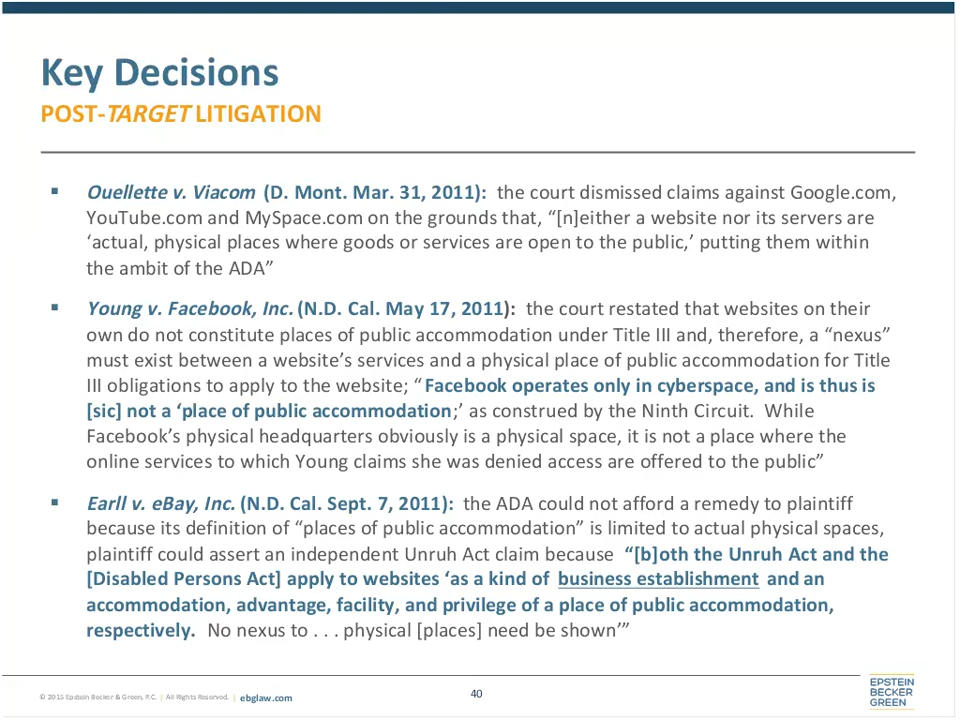 Key Decisions
POST-TARGET LITIGATION
▪ Ouellette v. Viacom (D. Mont. Mar. 31, 2011): the court dismissed claims against Google.com,
YouTube.com and MySpace.com on the grounds that, “[n]either a website nor its servers are
‘actual, physical places where goods or services are open to the public,’ putting them within
the ambit of the ADA”
▪ Young v. Facebook, Inc. (N.D. Cal. May 17, 2011): the court restated that websites on their
own do not constitute places of public accommodation under Title III and, therefore, a “nexus”
must exist between a website’s services and a physical place of public accommodation for Title
III obligations to apply to the website; “Facebook operates only in cyberspace, and is thus is
[sic] not a ‘place of public accommodation;’ as construed by the Ninth Circuit. While
Facebook’s physical headquarters obviously is a physical space, it is not a place where the
online services to which Young claims she was denied access are offered to the public”
▪ Earll v. eBay, Inc. (N.D. Cal. Sept. 7, 2011): the ADA could not afford a remedy to plaintiff
because its definition of “places of public accommodation” is limited to actual physical spaces,
plaintiff could assert an independent Unruh Act claim because “[b]oth the Unruh Act and the
[Disabled Persons Act] apply to websites ‘as a kind of business establishment and an
accommodation, advantage, facility, and privilege of a place of public accommodation,
respectively. No nexus to . . . physical [places] need be shown’”
© 2015 Epstein Becker & Green, P.C. | All Rights Reserved. | ebglaw.com
40
EPSTEIN
BECKER
GREEN